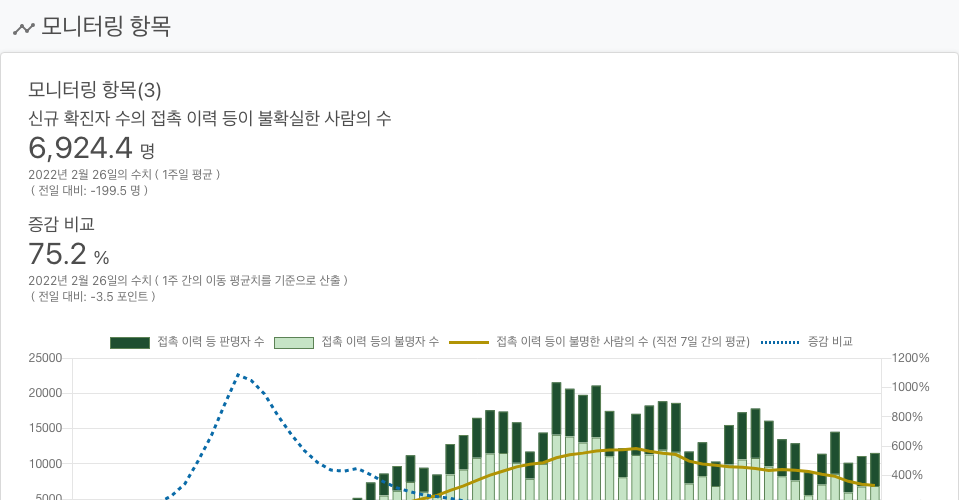 모니터링 항목
모니터링 항목(3)
신규 확진자 수의 접촉 이력 등이 불확실한 사람의 수
6,924.4 명
2022년 2월 26일의 수치 ( 1주일 평균 )
( 전일 대비: -199.5 명 )
증감 비교
75.2 %
2022년 2월 26일의 수치 ( 1주 간의 이동 평균치를 기준으로 산출 )
( 전일 대비: -3.5 포인트 )
접촉 이력 등 판명자 수 접촉 이력 등의 불명자 수 접촉 이력 등이 불명한 사람의 수 (직전 7일 간의 평균) 증감 비교
25000 1200%
20000 1000%
15000 800%
10000 600%
5000 400%